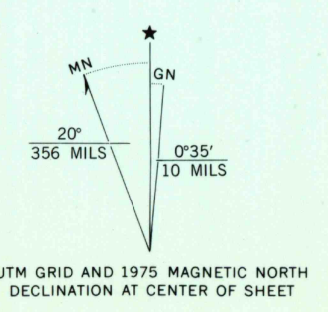 MN
GN
20°
356 MILS
0°35'
10 MILS
UTM GRID AND 1975 MAGNETIC NORTH
DECLINATION AT CENTER OF SHEET